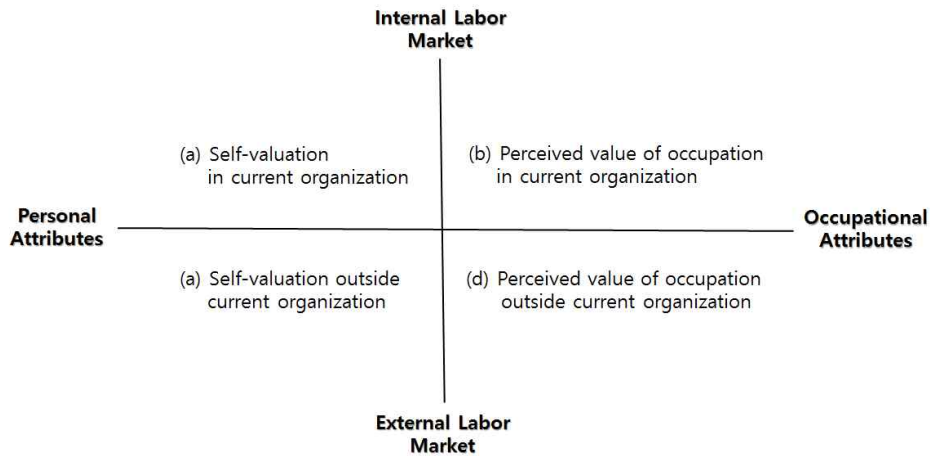 Internal Labor
Market
(a) Self-valuation
in current organization
(b) Perceived value of occupation
in current organization
Personal
Attributes
Occupational
Attributes
(a) Self-valuation outside
current organization
(d) Perceived value of occupation
outside current organization
External Labor
Market